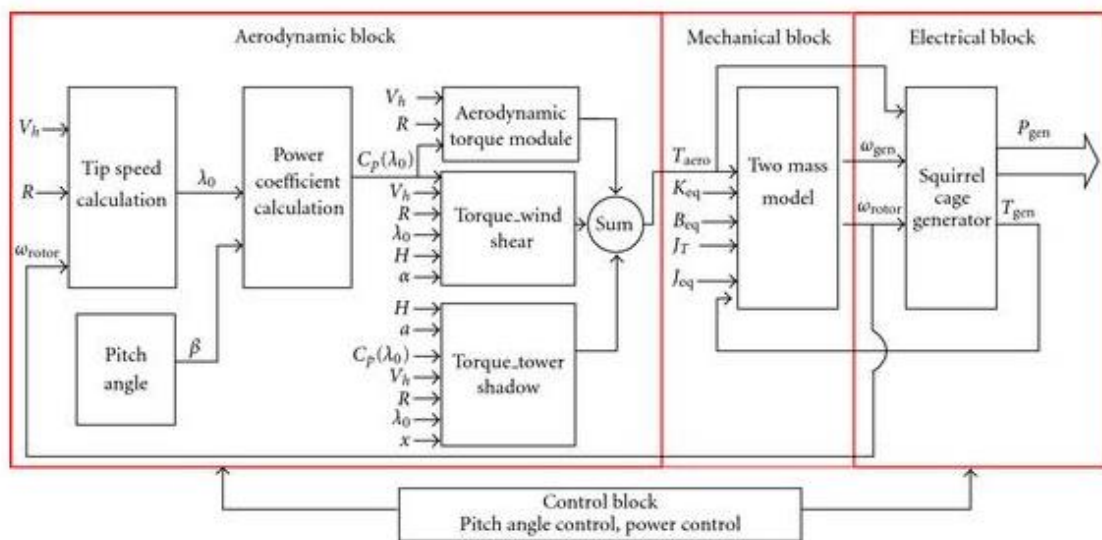 Aerodynamic block
Mechanical block
Electrical block
V_h
R
ω_rotor
Tip speed
calculation
λ_0
Pitch
angle
β
Power
coefficient
calculation
C_p(λ_0)
V_h
R
Aerodynamic
torque module
V_h
R
λ_0
H
α
Torque_wind
shear
H
a
C_p(λ_0)
V_h
R
λ_0
x
Torque_tower
shadow
Sum
T_aero
K_eq
B_eq
J_T
J_eq
Two mass
model
ω_gen
ω_rotor
Squirrel
cage
generator
P_gen
T_gen
Control block
Pitch angle control, power control